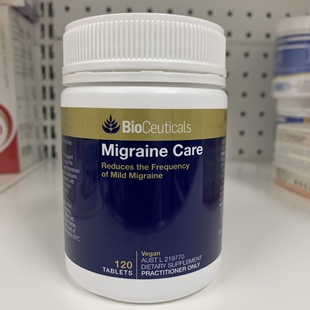 BioCeuticals
Migraine Care
Reduces the Frequency
of Mild Migraine
Vegan
AUST L 219770
DIETARY SUPPLEMENT
PRACTITIONER ONLY
120
TABLETS